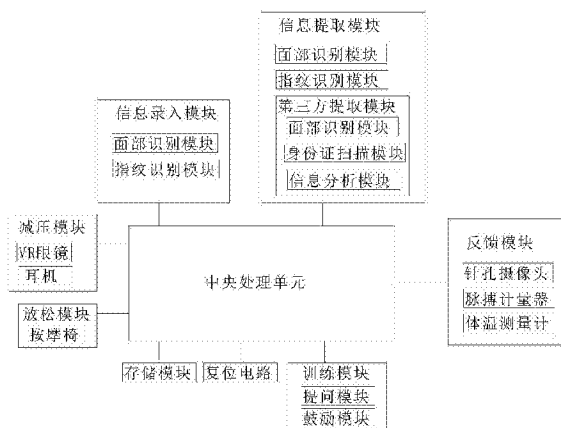 信息提取模块
面部识别模块
指纹识别模块
第三方提取模块
面部识别模块
身份证扫描模块
信息分析模块
信息录入模块
面部识别模块
指纹识别模块
减压模块
VR眼镜
耳机
放松模块
按摩椅
中央处理单元
反馈模块
针孔摄像头
脉搏计量器
体温测量计
存储模块
复位电路
训练模块
提问模块
鼓励模块